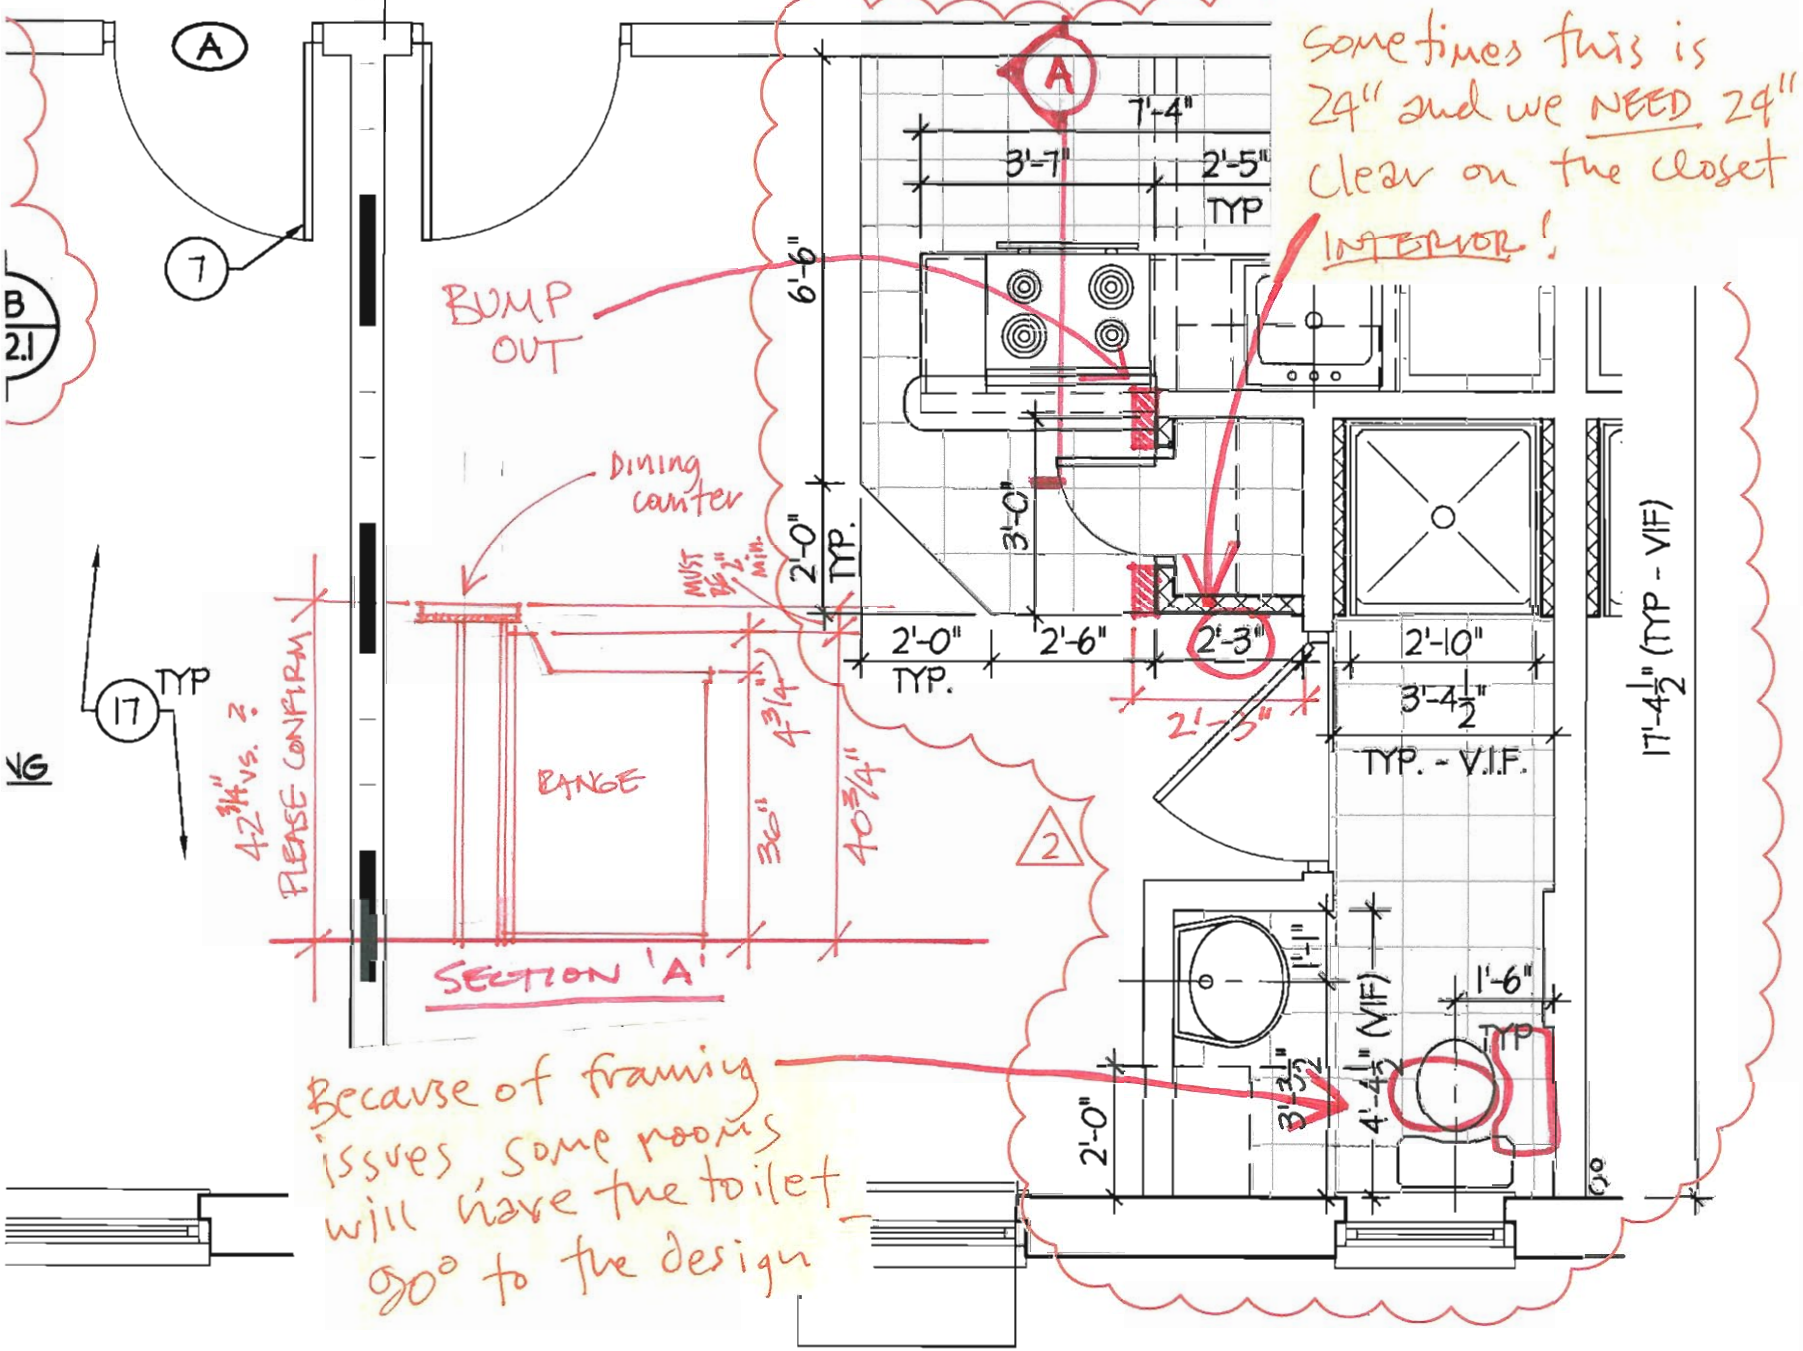 A
7
B
2.1
17
TYP
NG
Sometimes this is
24" and we NEED 24"
clear on the closet
INTERIOR!
A
7'-4"
3'-7"
2'-5"
TYP
6'-6"
BUMP
OUT
Dining
counter
MUST
BE 2"
Min.
2'-0"
TYP.
3'-0"
2'-0"
TYP.
2'-6"
2'-3"
2'-3"
2'-10"
3'-4 1/2"
TYP. - V.I.F.
17'-4 1/2" (TYP - VIF)
42 3/4" vs. ?
PLEASE CONFIRM
RANGE
4 3/4"
36"
40 3/4"
SECTION 'A'
2
1'-1"
1'-6"
TYP
3'-3 1/2"
4'-4 1/2" (VIF)
2'-0"
Because of framing
issues, some rooms
will have the toilet
90° to the design